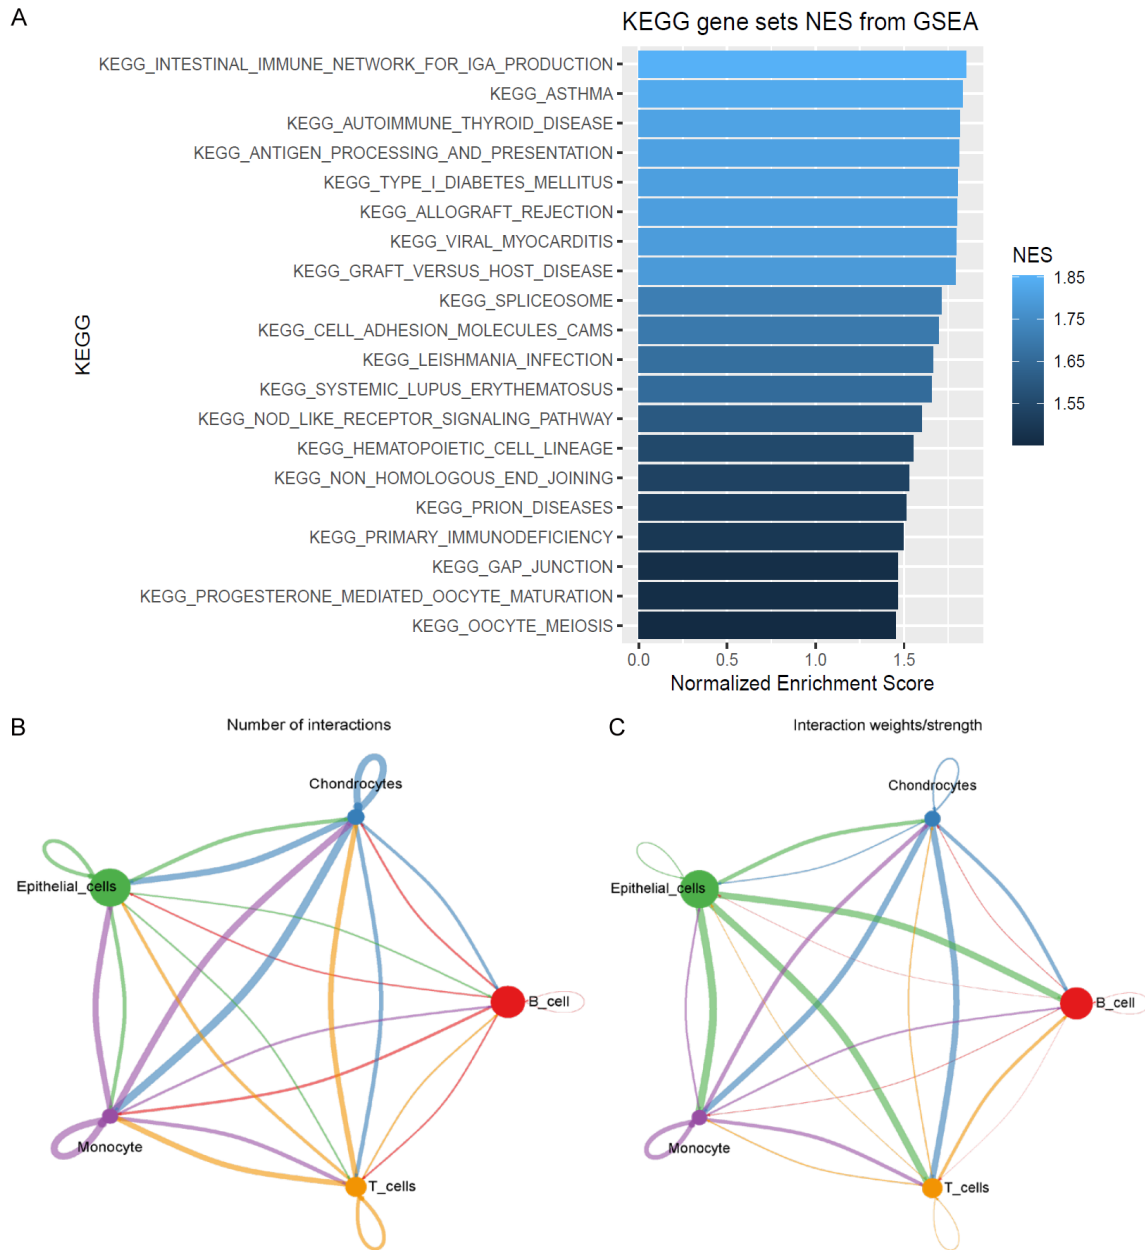 A
KEGG gene sets NES from GSEA
KEGG_INTESTINAL_IMMUNE_NETWORK_FOR_IGA_PRODUCTION
KEGG_ASTHMA
KEGG_AUTOIMMUNE_THYROID_DISEASE
KEGG_ANTIGEN_PROCESSING_AND_PRESENTATION
KEGG_TYPE_I_DIABETES_MELLITUS
KEGG_ALLOGRAFT_REJECTION
KEGG_VIRAL_MYOCARDITIS
KEGG_GRAFT_VERSUS_HOST_DISEASE
KEGG_SPLICEOSOME
KEGG_CELL_ADHESION_MOLECULES_CAMS
KEGG_LEISHMANIA_INFECTION
KEGG_SYSTEMIC_LUPUS_ERYTHEMATOSUS
KEGG_NOD_LIKE_RECEPTOR_SIGNALING_PATHWAY
KEGG_HEMATOPOIETIC_CELL_LINEAGE
KEGG_NON_HOMOLOGOUS_END_JOINING
KEGG_PRION_DISEASES
KEGG_PRIMARY_IMMUNODEFICIENCY
KEGG_GAP_JUNCTION
KEGG_PROGESTERONE_MEDIATED_OOCYTE_MATURATION
KEGG_OOCYTE_MEIOSIS
KEGG
0.0 0.5 1.0 1.5
Normalized Enrichment Score
NES
1.85
1.75
1.65
1.55
B
Number of interactions
Chondrocytes
Epithelial_cells
B_cell
Monocyte
T_cells
C
Interaction weights/strength
Chondrocytes
Epithelial_cells
B_cell
Monocyte
T_cells